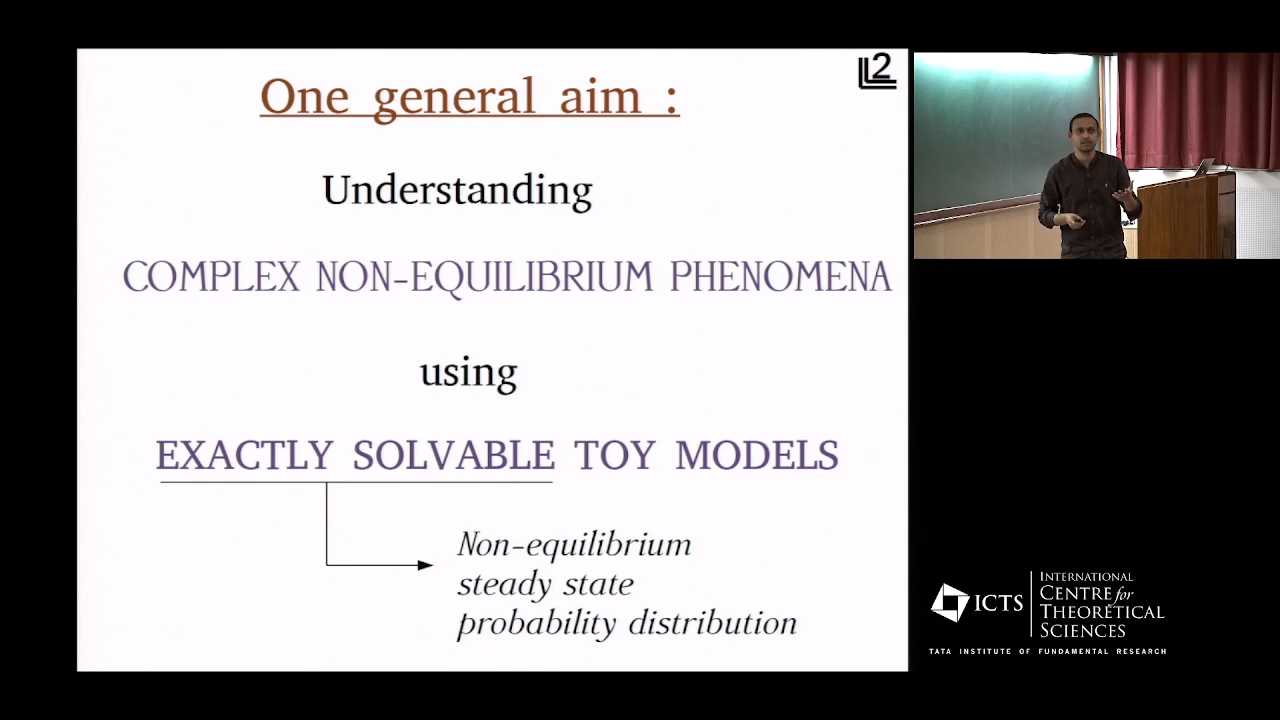 2
One general aim :
Understanding
COMPLEX NON-EQUILIBRIUM PHENOMENA
using
EXACTLY SOLVABLE TOY MODELS
Non-equilibrium
steady state
probability distribution
ICTS
INTERNATIONAL
CENTRE for
THEORETICAL
SCIENCES
TATA INSTITUTE OF FUNDAMENTAL RESEARCH